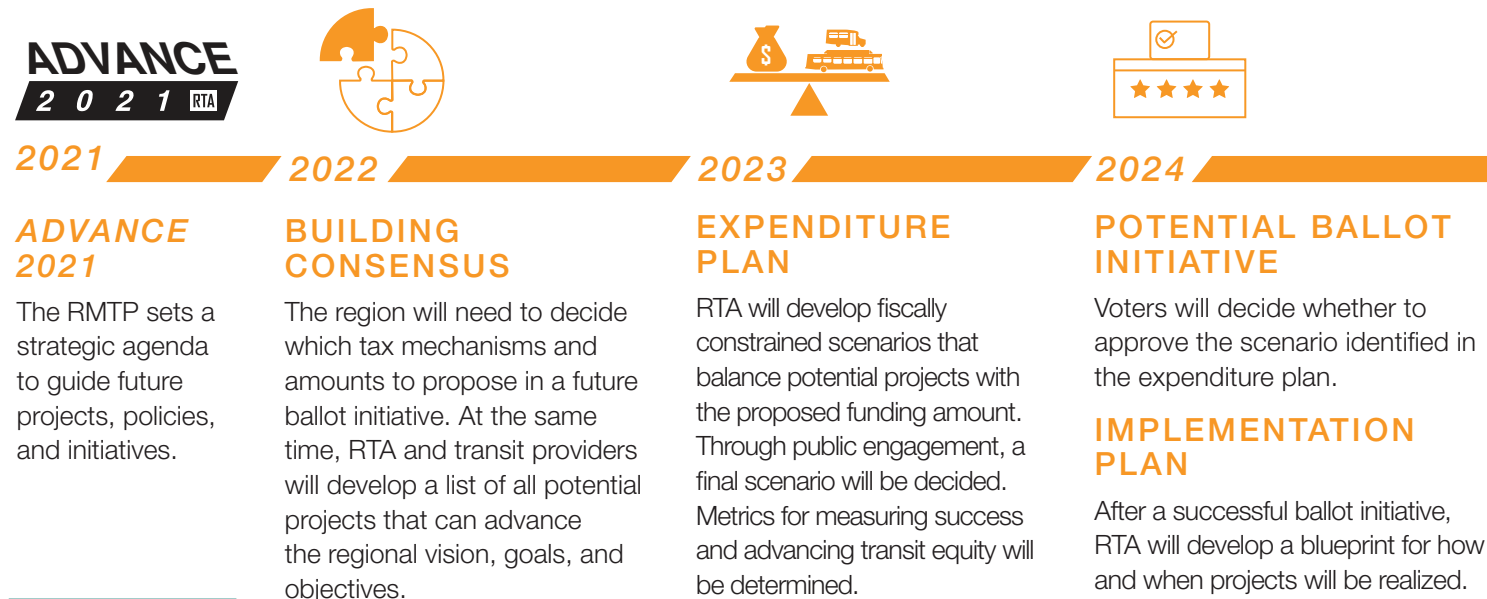 ADVANCE
2021 RTA
$
2021
2022
2023
2024
ADVANCE
2021
The RMTP sets a
strategic agenda
to guide future
projects, policies,
and initiatives.
BUILDING
CONSENSUS
The region will need to decide
which tax mechanisms and
amounts to propose in a future
ballot initiative. At the same
time, RTA and transit providers
will develop a list of all potential
projects that can advance
the regional vision, goals, and
objectives.
EXPENDITURE
PLAN
RTA will develop fiscally
constrained scenarios that
balance potential projects with
the proposed funding amount.
Through public engagement, a
final scenario will be decided.
Metrics for measuring success
and advancing transit equity will
be determined.
POTENTIAL BALLOT
INITIATIVE
Voters will decide whether to
approve the scenario identified in
the expenditure plan.
IMPLEMENTATION
PLAN
After a successful ballot initiative,
RTA will develop a blueprint for how
and when projects will be realized.